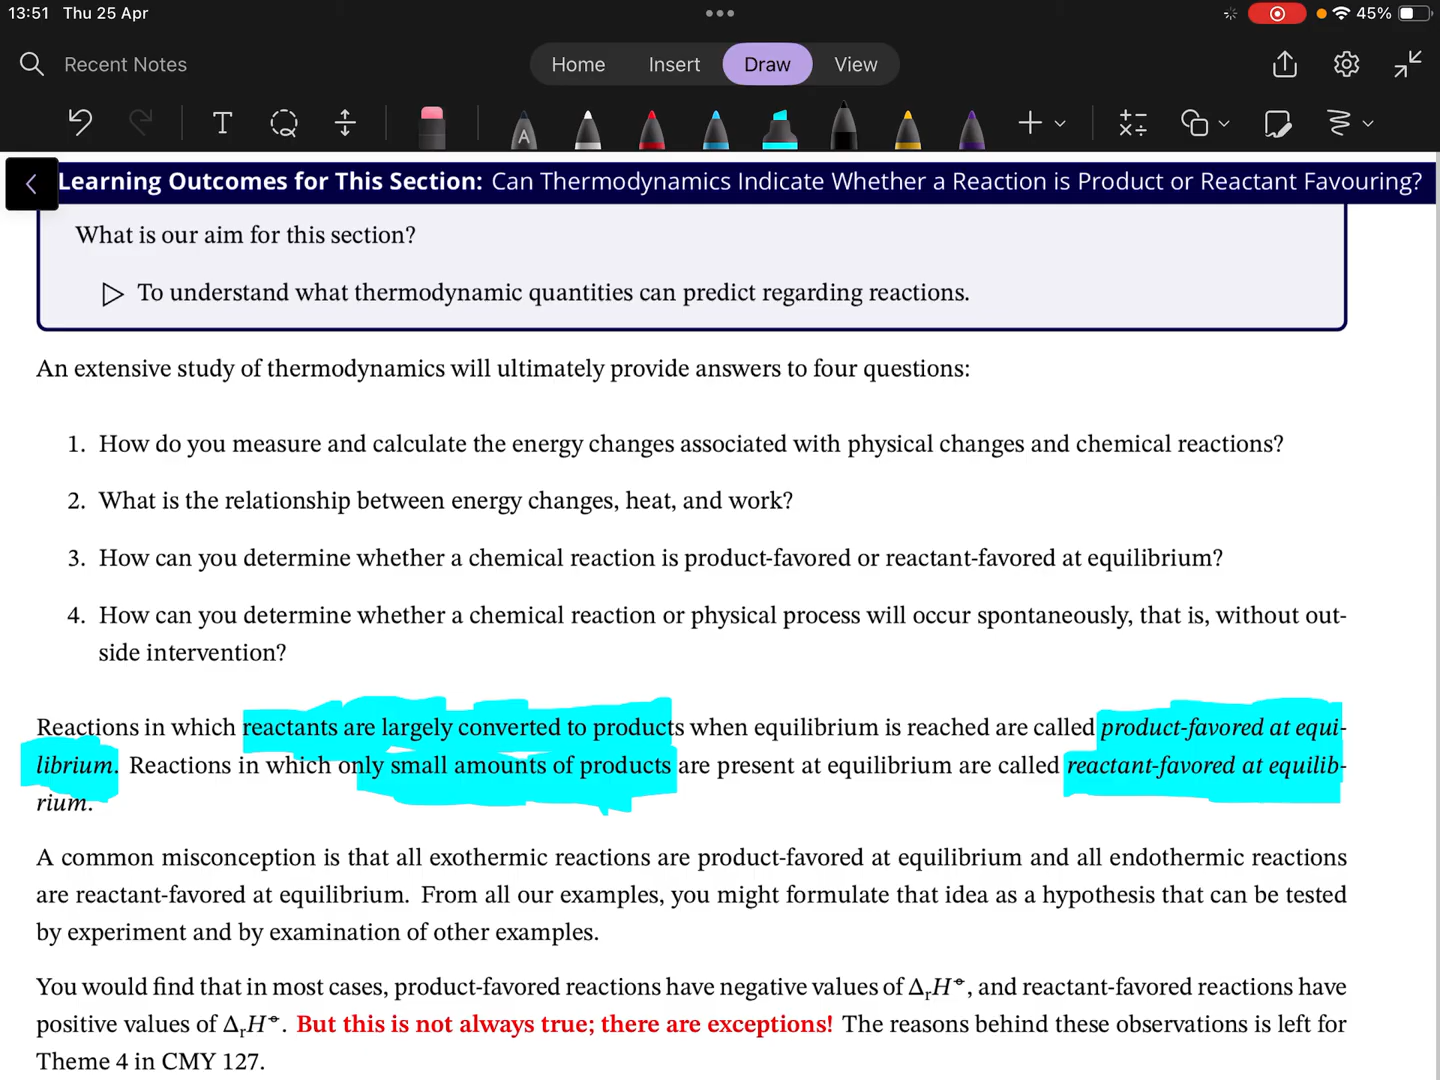 13:51 Thu 25 Apr
45%
Recent Notes
Home Insert Draw View
T A
Learning Outcomes for This Section: Can Thermodynamics Indicate Whether a Reaction is Product or Reactant Favouring?
What is our aim for this section?
▷ To understand what thermodynamic quantities can predict regarding reactions.
An extensive study of thermodynamics will ultimately provide answers to four questions:
1. How do you measure and calculate the energy changes associated with physical changes and chemical reactions?
2. What is the relationship between energy changes, heat, and work?
3. How can you determine whether a chemical reaction is product-favored or reactant-favored at equilibrium?
4. How can you determine whether a chemical reaction or physical process will occur spontaneously, that is, without out-
side intervention?
Reactions in which reactants are largely converted to products when equilibrium is reached are called product-favored at equi-
librium. Reactions in which only small amounts of products are present at equilibrium are called reactant-favored at equilib-
rium.
A common misconception is that all exothermic reactions are product-favored at equilibrium and all endothermic reactions
are reactant-favored at equilibrium. From all our examples, you might formulate that idea as a hypothesis that can be tested
by experiment and by examination of other examples.
You would find that in most cases, product-favored reactions have negative values of ΔᵣH⦵, and reactant-favored reactions have
positive values of ΔᵣH⦵. But this is not always true; there are exceptions! The reasons behind these observations is left for
Theme 4 in CMY 127.